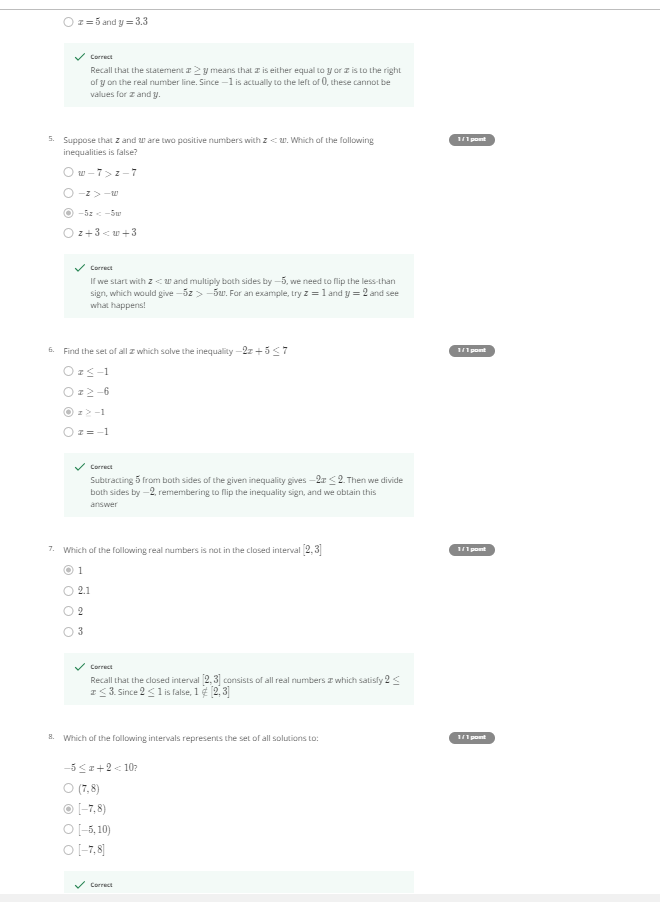 x = 5 and y = 3.3
Correct
Recall that the statement x ≥ y means that x is either equal to y or x is to the right
of y on the real number line. Since −1 is actually to the left of 0, these cannot be
values for x and y.
5. Suppose that z and w are two positive numbers with z < w. Which of the following
inequalities is false?
1 / 1 point
w − 7 > z − 7
−z > −w
−5z < −5w
z + 3 < w + 3
Correct
If we start with z < w and multiply both sides by −5, we need to flip the less-than
sign, which would give −5z > −5w. For an example, try z = 1 and y = 2 and see
what happens!
6. Find the set of all x which solve the inequality −2x + 5 ≤ 7
1 / 1 point
x ≤ −1
x ≥ −6
x ≥ −1
x = −1
Correct
Subtracting 5 from both sides of the given inequality gives −2x ≤ 2. Then we divide
both sides by −2, remembering to flip the inequality sign, and we obtain this
answer
7. Which of the following real numbers is not in the closed interval [2, 3]
1 / 1 point
1
2.1
2
3
Correct
Recall that the closed interval [2, 3] consists of all real numbers x which satisfy 2 ≤
x ≤ 3. Since 2 ≤ 1 is false, 1 ∉ [2, 3]
8. Which of the following intervals represents the set of all solutions to:
1 / 1 point
−5 ≤ x + 2 < 10?
(7, 8)
[−7, 8)
[−5, 10)
[−7, 8]
Correct